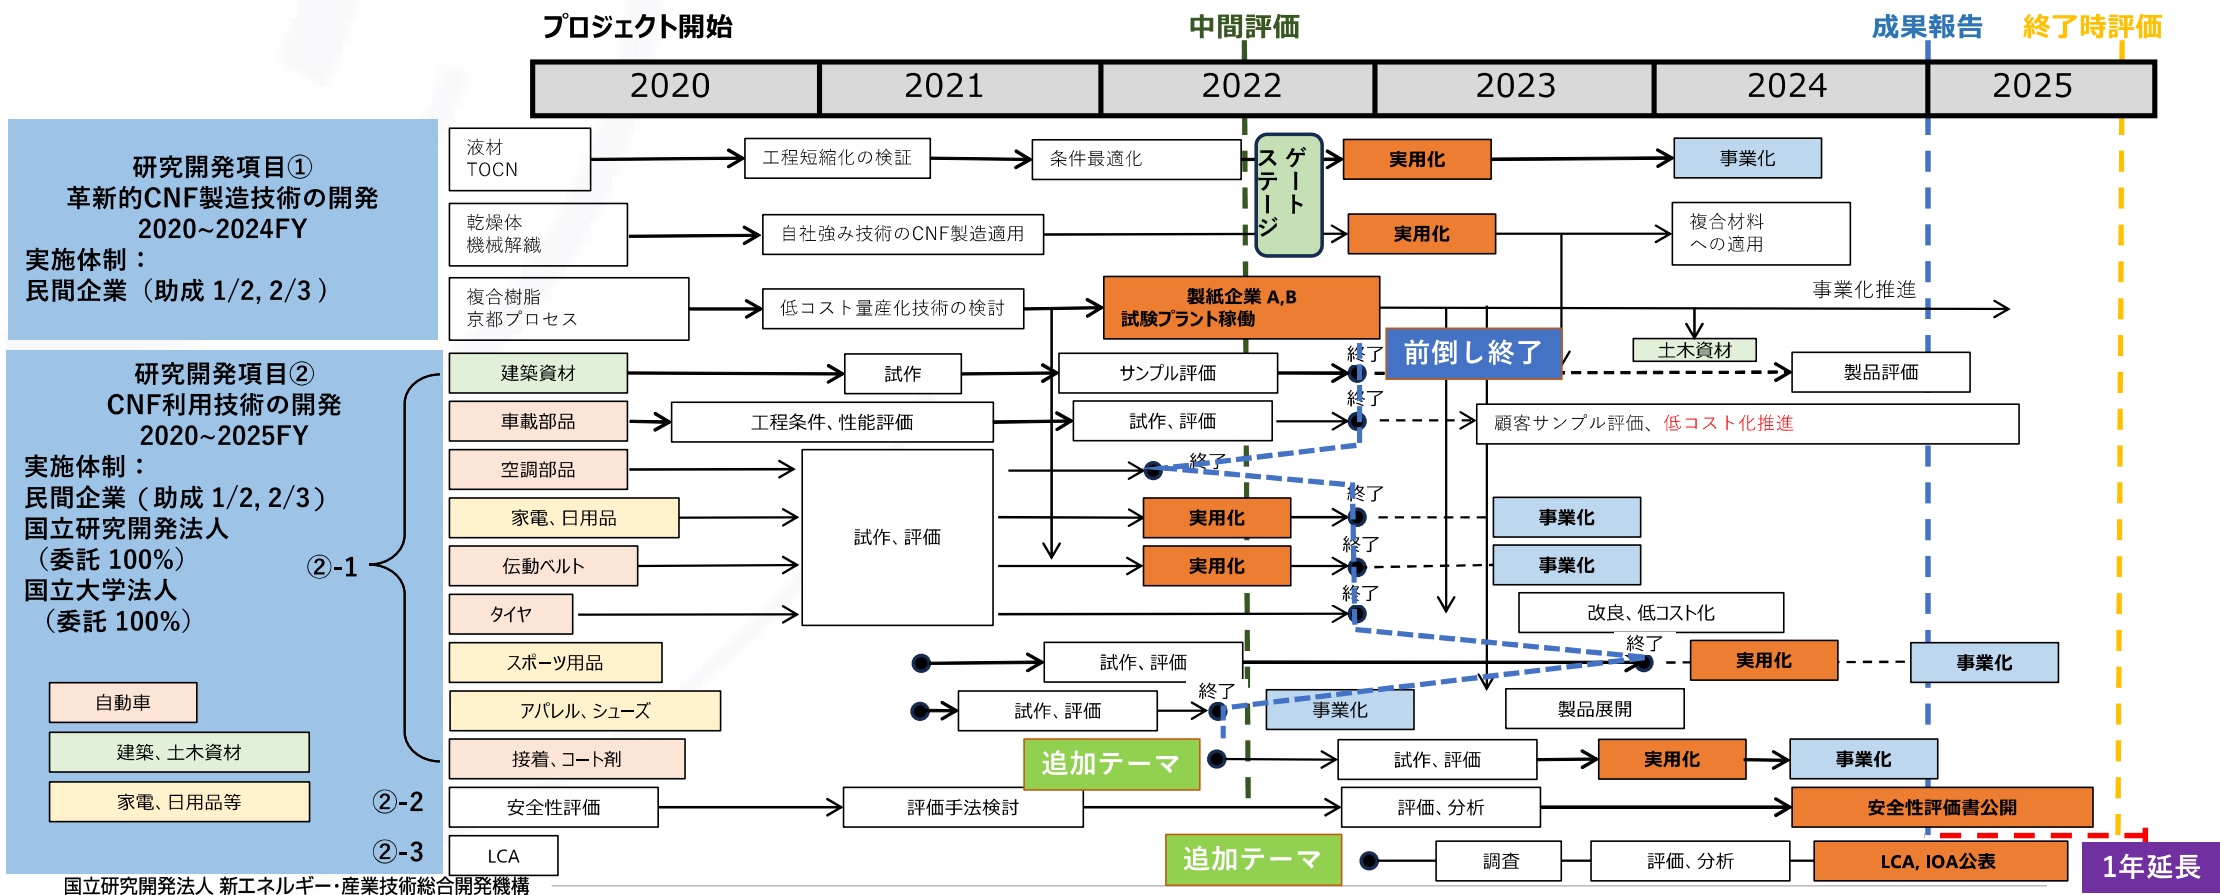 プロジェクト開始
中間評価
成果報告
終了時評価
2020
2021
2022
2023
2024
2025
研究開発項目①
革新的CNF製造技術の開発
2020~2024FY
実施体制：
民間企業（助成 1/2, 2/3）
液材
TOCN
工程短縮化の検証
条件最適化
ステージ
ゲート
実用化
事業化
乾燥体
機械解繊
自社強み技術のCNF製造適用
実用化
複合材料
への適用
複合樹脂
京都プロセス
低コスト量産化技術の検討
製紙企業 A,B
試験プラント稼働
事業化推進
研究開発項目②
CNF利用技術の開発
2020~2025FY
実施体制：
民間企業（助成 1/2, 2/3）
国立研究開発法人
（委託 100%）
国立大学法人
（委託 100%）
②-1
建築資材
試作
サンプル評価
終了
前倒し終了
土木資材
製品評価
車載部品
工程条件、性能評価
試作、評価
終了
顧客サンプル評価、低コスト化推進
空調部品
試作、評価
終了
家電、日用品
実用化
終了
事業化
伝動ベルト
実用化
終了
事業化
タイヤ
終了
改良、低コスト化
スポーツ用品
試作、評価
終了
実用化
事業化
アパレル、シューズ
試作、評価
終了
事業化
製品展開
接着、コート剤
追加テーマ
試作、評価
実用化
事業化
自動車
建築、土木資材
家電、日用品等
②-2
安全性評価
評価手法検討
評価、分析
安全性評価書公開
②-3
LCA
追加テーマ
調査
評価、分析
LCA, IOA公表
1年延長
国立研究開発法人 新エネルギー・産業技術総合開発機構